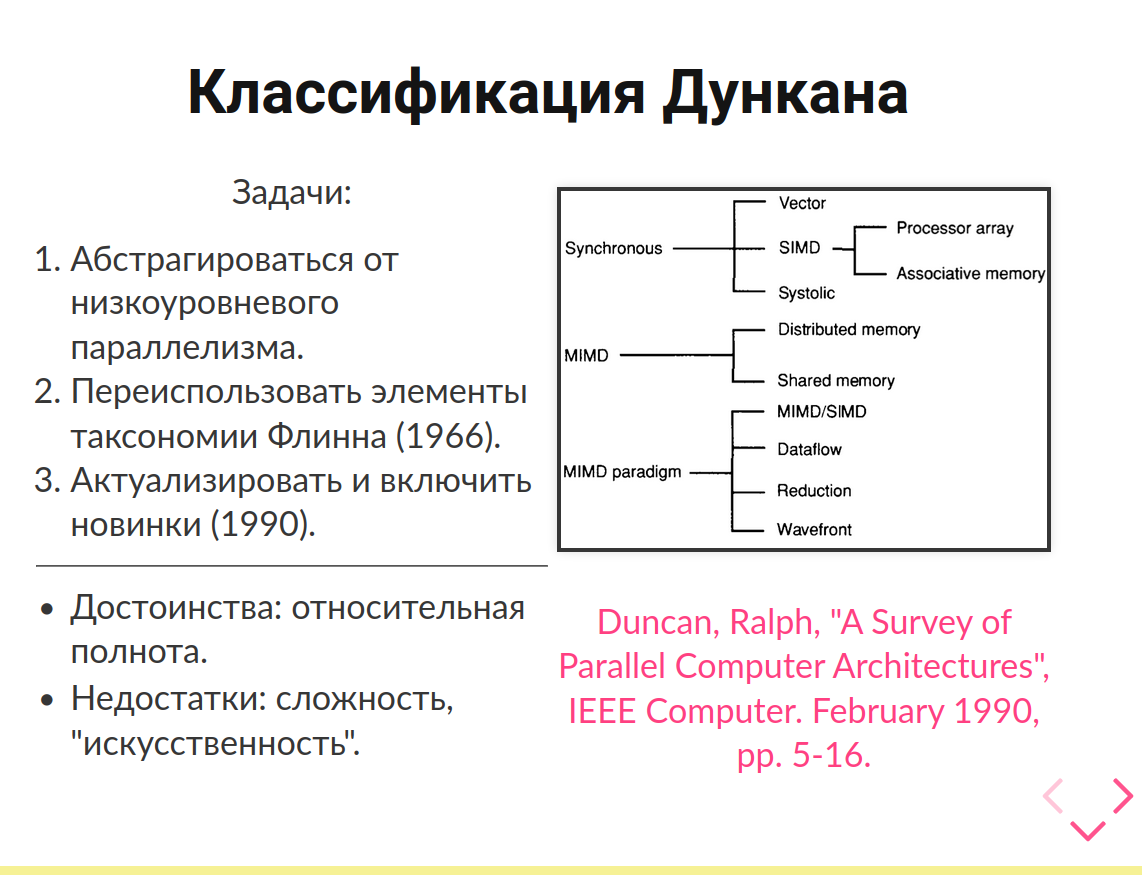 Классификация Дункана
Задачи:
1. Абстрагироваться от
низкоуровневого
параллелизма.
2. Переиспользовать элементы
таксономии Флинна (1966).
3. Актуализировать и включить
новинки (1990).
• Достоинства: относительная
полнота.
• Недостатки: сложность,
"искусственность".
Vector
Processor array
Synchronous
SIMD
Associative memory
Systolic
Distributed memory
MIMD
Shared memory
MIMD/SIMD
Dataflow
MIMD paradigm
Reduction
Wavefront
Duncan, Ralph, "A Survey of
Parallel Computer Architectures",
IEEE Computer. February 1990,
pp. 5-16.